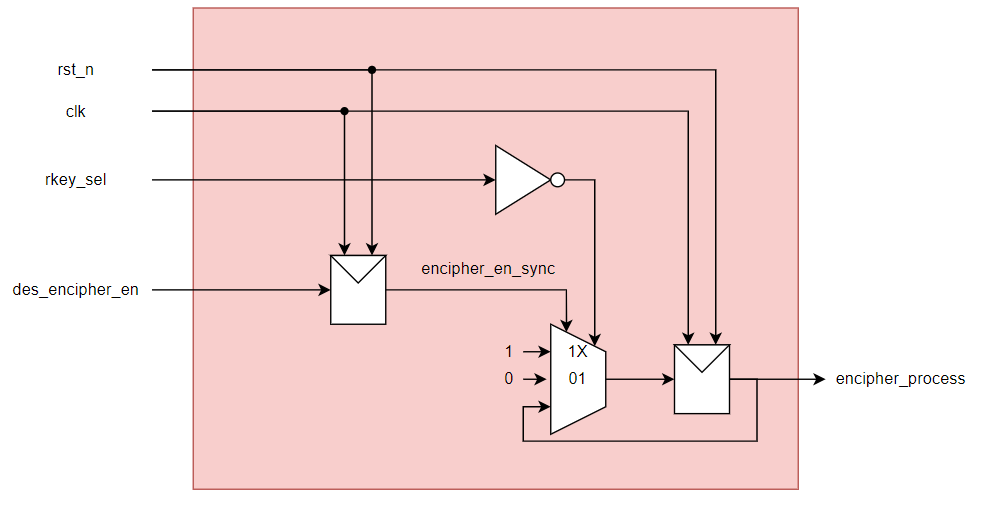 rst_n
clk
rkey_sel
des_encipher_en
encipher_en_sync
1 1X
0 01
encipher_process